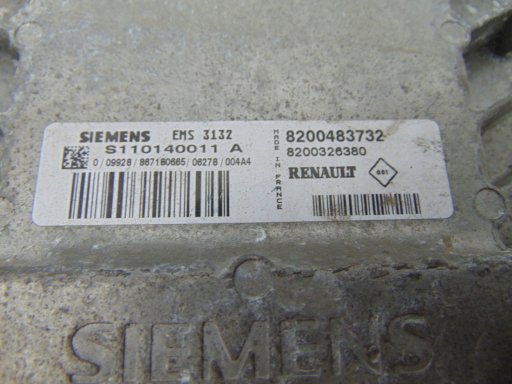 SIEMENS EMS 3132
S110140011 A
0/09928/867180665/06278/004A4
MADE IN FRANCE
8200483732
8200326380
RENAULT
SIEMENS